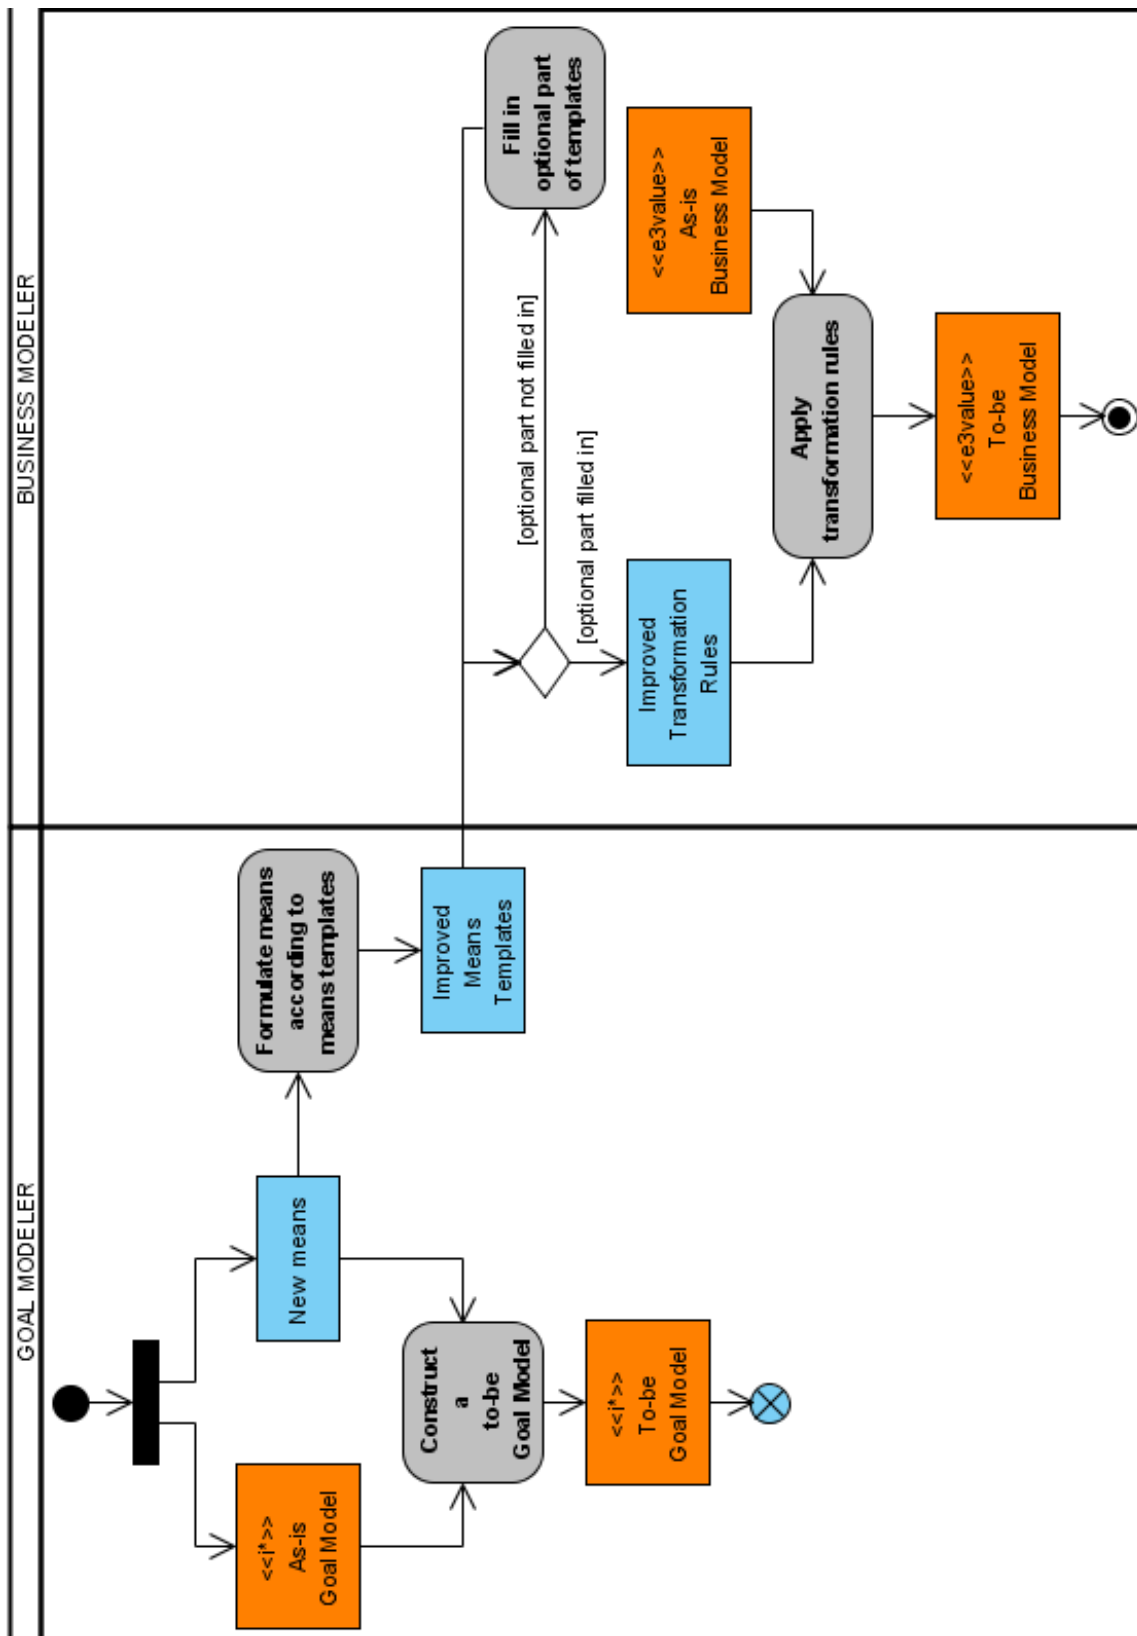 GOAL MODELER
BUSINESS MODELER
<<i*>>
As-is
Goal Model
New means
Formulate means
according to
means templates
Construct
a
to-be
Goal Model
Improved
Means
Templates
<<i*>>
To-be
Goal Model
Fill in
optional part
of templates
[optional part not filled in]
[optional part filled in]
Improved
Transformation
Rules
<<e3value>>
As-is
Business Model
Apply
transformation rules
<<e3value>>
To-be
Business Model